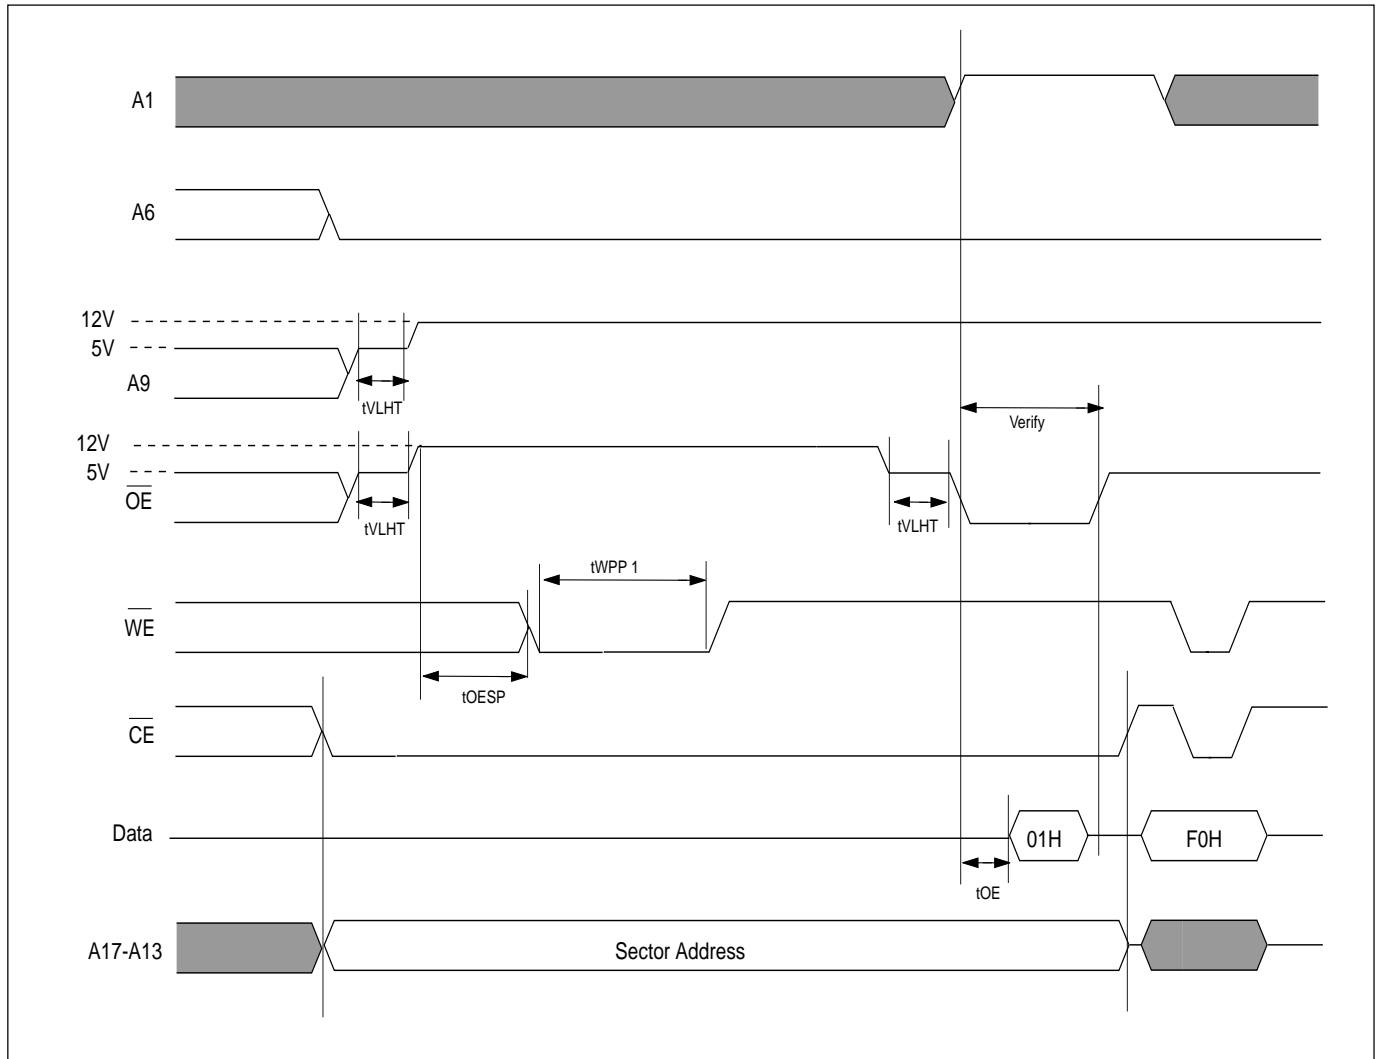 A1
A6
12V
5V
A9
tVLHT
Verify
12V
5V
OE
tVLHT
tVLHT
tWPP 1
WE
tOESP
CE
Data
01H
F0H
tOE
A17-A13
Sector Address